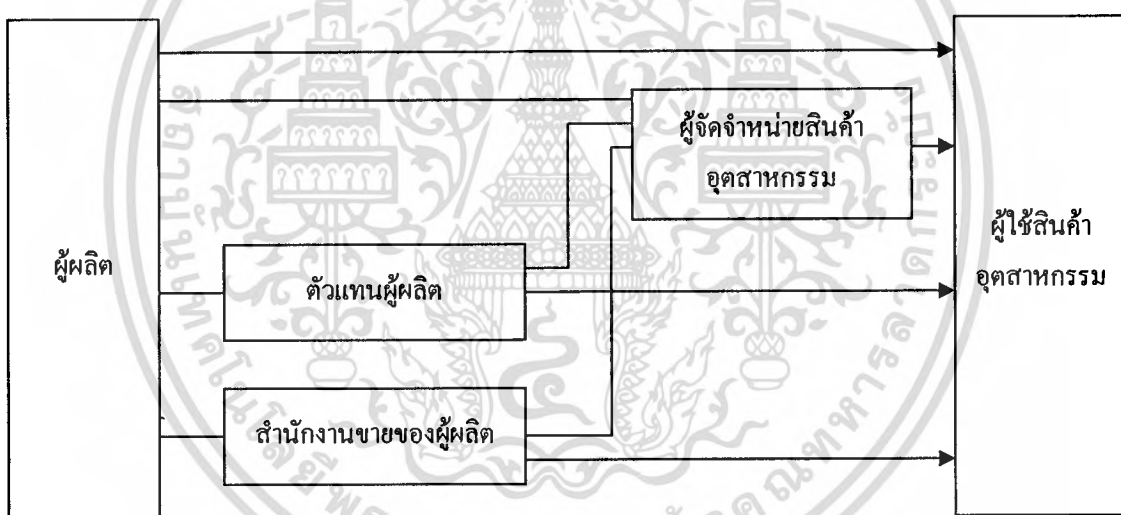 ผู้จัดจำหน่ายสินค้า
อุตสาหกรรม
ผู้ผลิต
ตัวแทนผู้ผลิต
ผู้ใช้สินค้า
อุตสาหกรรม
สำนักงานขายของผู้ผลิต